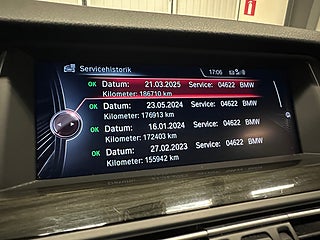 Servicehistorik 17:06
OK Datum: 21.03.2025 Service: 04622 BMW
Kilometer: 186710 km
OK Datum: 23.05.2024 Service: 04622 BMW
Kilometer: 176913 km
OK Datum: 16.01.2024 Service: 04622 BMW
Kilometer: 172403 km
OK Datum: 27.02.2023 Service: 04622 BMW
Kilometer: 155942 km